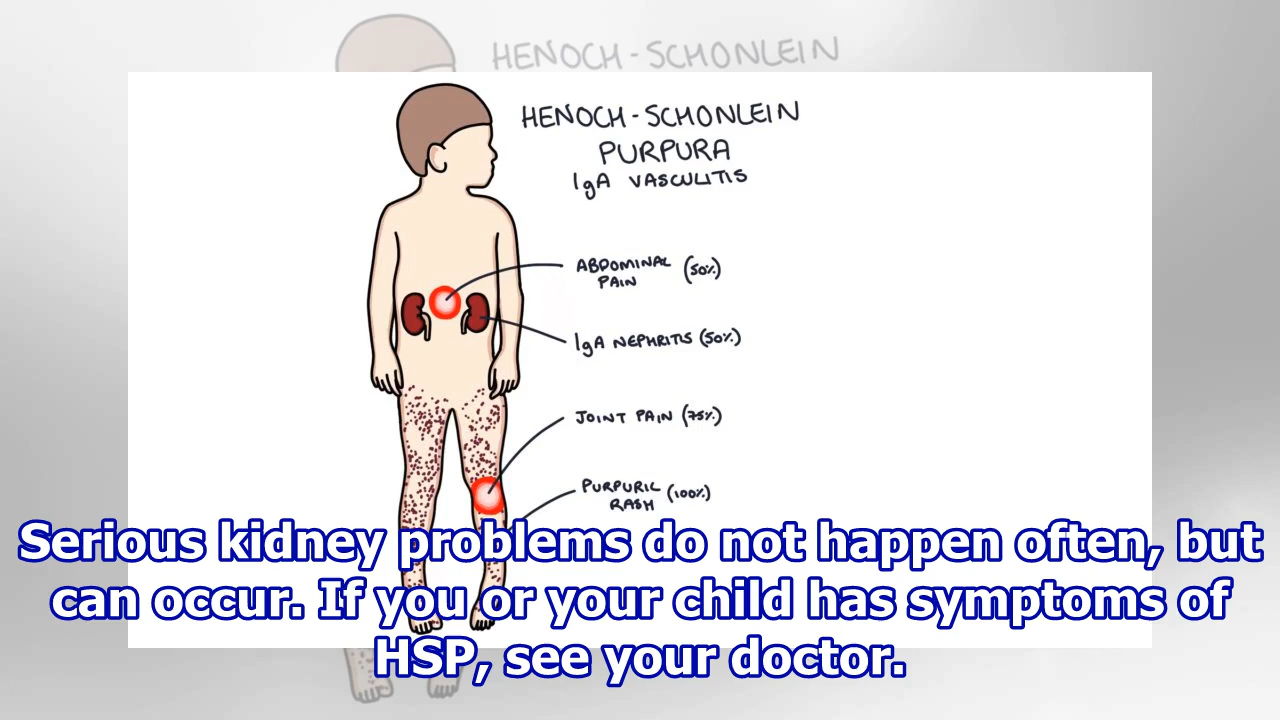 HENOCH-SCHONLEIN
HENOCH-SCHONLEIN
PURPURA
IgA VASCULITIS
ABDOMINAL (50%)
PAIN
IgA NEPHRITIS (50%)
JOINT PAIN (75%)
PURPURIC (100%)
RASH
Serious kidney problems do not happen often, but
can occur. If you or your child has symptoms of
HSP, see your doctor.